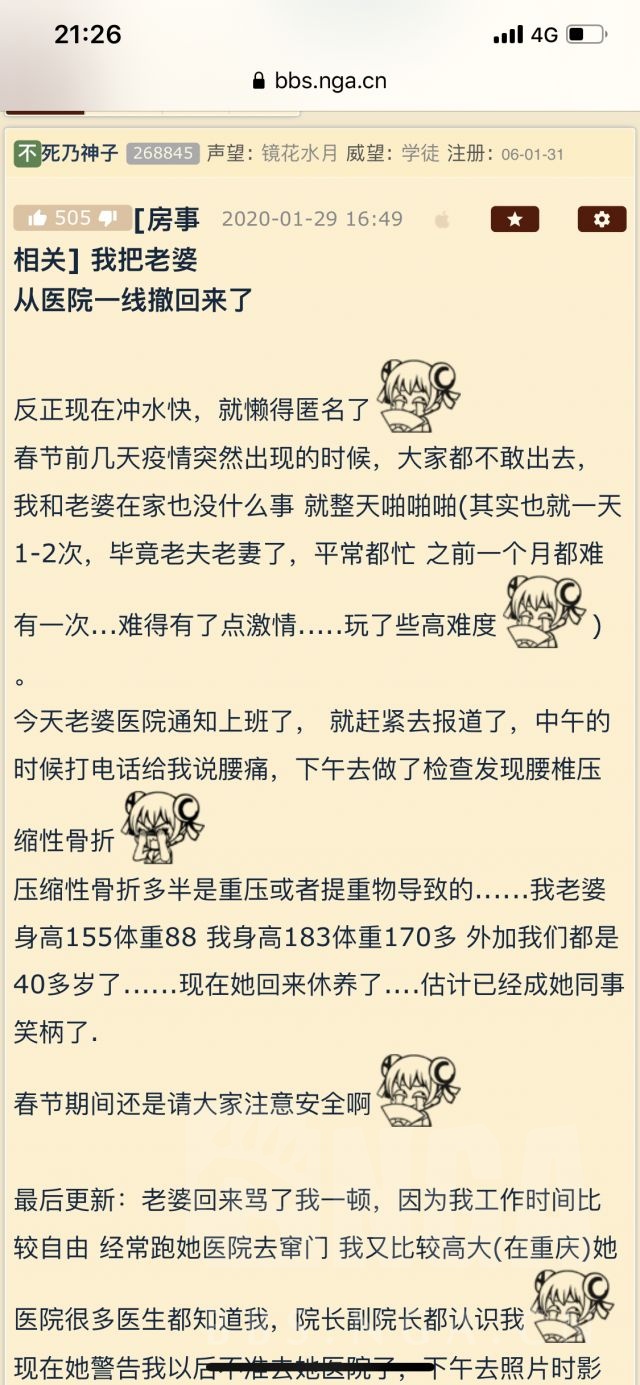 21:26
4G
bbs.nga.cn
不死乃神子 268845 声望：镜花水月 威望：学徒 注册：06-01-31
505 [房事 2020-01-29 16:49
相关] 我把老婆
从医院一线撤回来了
反正现在冲水快，就懒得匿名了
春节前几天疫情突然出现的时候，大家都不敢出去，
我和老婆在家也没什么事 就整天啪啪啪(其实也就一天
1-2次，毕竟老夫老妻了，平常都忙 之前一个月都难
有一次...难得有了点激情.....玩了些高难度 )
。
今天老婆医院通知上班了， 就赶紧去报道了，中午的
时候打电话给我说腰痛，下午去做了检查发现腰椎压
缩性骨折
压缩性骨折多半是重压或者提重物导致的......我老婆
身高155体重88 我身高183体重170多 外加我们都是
40多岁了......现在她回来休养了....估计已经成她同事
笑柄了.
春节期间还是请大家注意安全啊
最后更新：老婆回来骂了我一顿，因为我工作时间比
较自由 经常跑她医院去窜门 我又比较高大(在重庆)她
医院很多医生都知道我，院长副院长都认识我
现在她警告我以后不准去她医院了，下午去照片时影